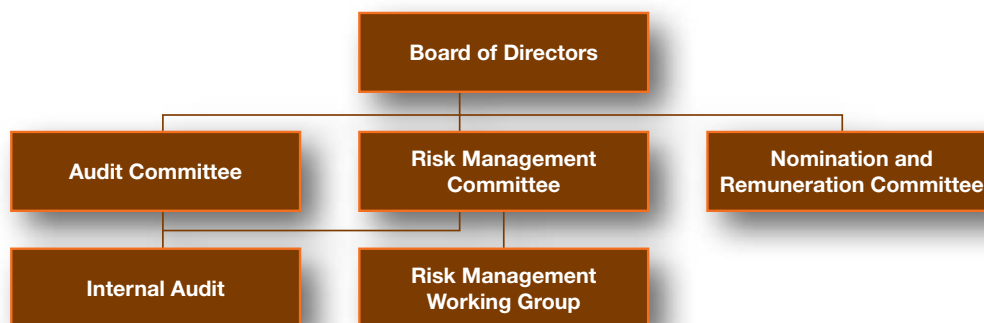 Board of Directors
Audit Committee
Risk Management
Committee
Nomination and
Remuneration Committee
Internal Audit
Risk Management
Working Group